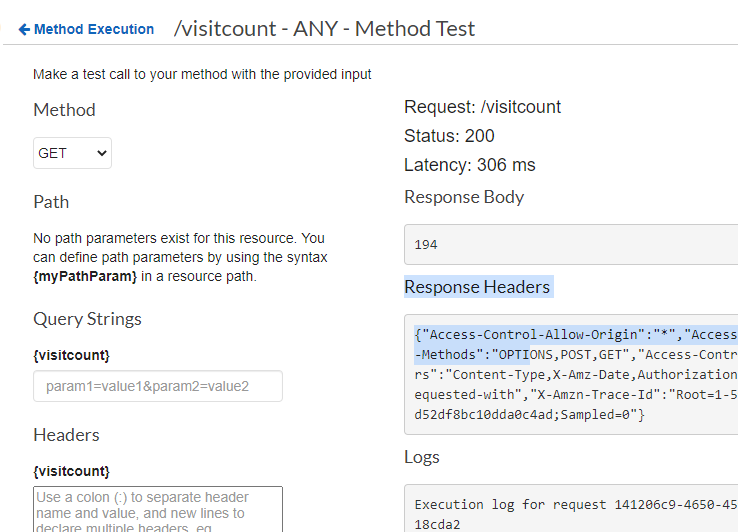 Method Execution /visitcount - ANY - Method Test
Make a test call to your method with the provided input
Method
GET
Path
No path parameters exist for this resource. You
can define path parameters by using the syntax
{myPathParam} in a resource path.
Query Strings
{visitcount}
param1=value1&param2=value2
Headers
{visitcount}
Use a colon (:) to separate header
name and value, and new lines to
declare multiple headers, eg.
Request: /visitcount
Status: 200
Latency: 306 ms
Response Body
194
Response Headers
{"Access-Control-Allow-Origin":"*","Access
-Methods":"OPTIONS,POST,GET","Access-Contr
rs":"Content-Type,X-Amz-Date,Authorization
equested-with","X-Amzn-Trace-Id":"Root=1-5
d52df8bc10dda0c4ad;Sampled=0"}
Logs
Execution log for request 141206c9-4650-45
18cda2